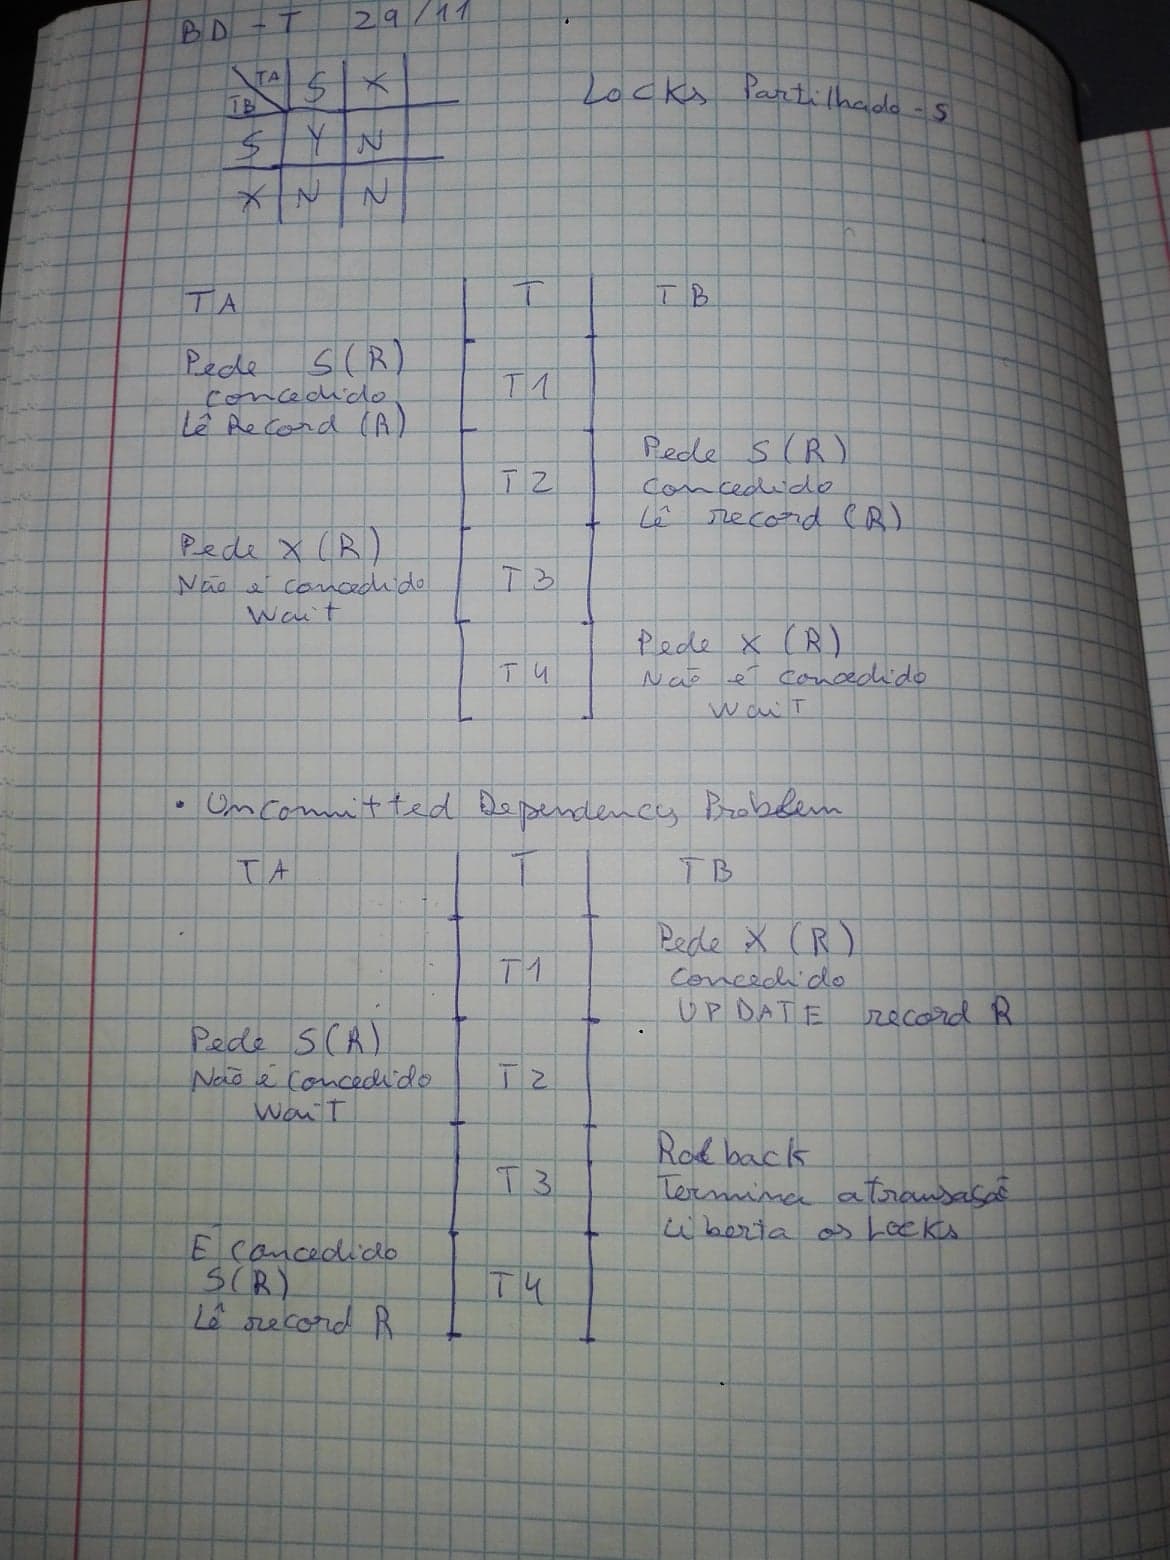 BD - T 29/11
TA S X
TB
S Y N
X N N
Locks Partilhado - S
TA T TB
Pede S(R)
concedido
Lê Record (R)
T1
Pede S(R)
concedido
Lê record (R)
T2
Pede X(R)
Não é concedido
Wait
T3
Pede X (R)
Não é concedido
Wait
T4
• Uncomitted Dependency Problem
TA T TB
Pede X (R)
concedido
UPDATE record R
T1
Pede S(R)
Não é concedido
Wait
T2
Rolback
Termina a transação
Liberta os Locks
T3
É concedido
S(R)
Lê record R
T4